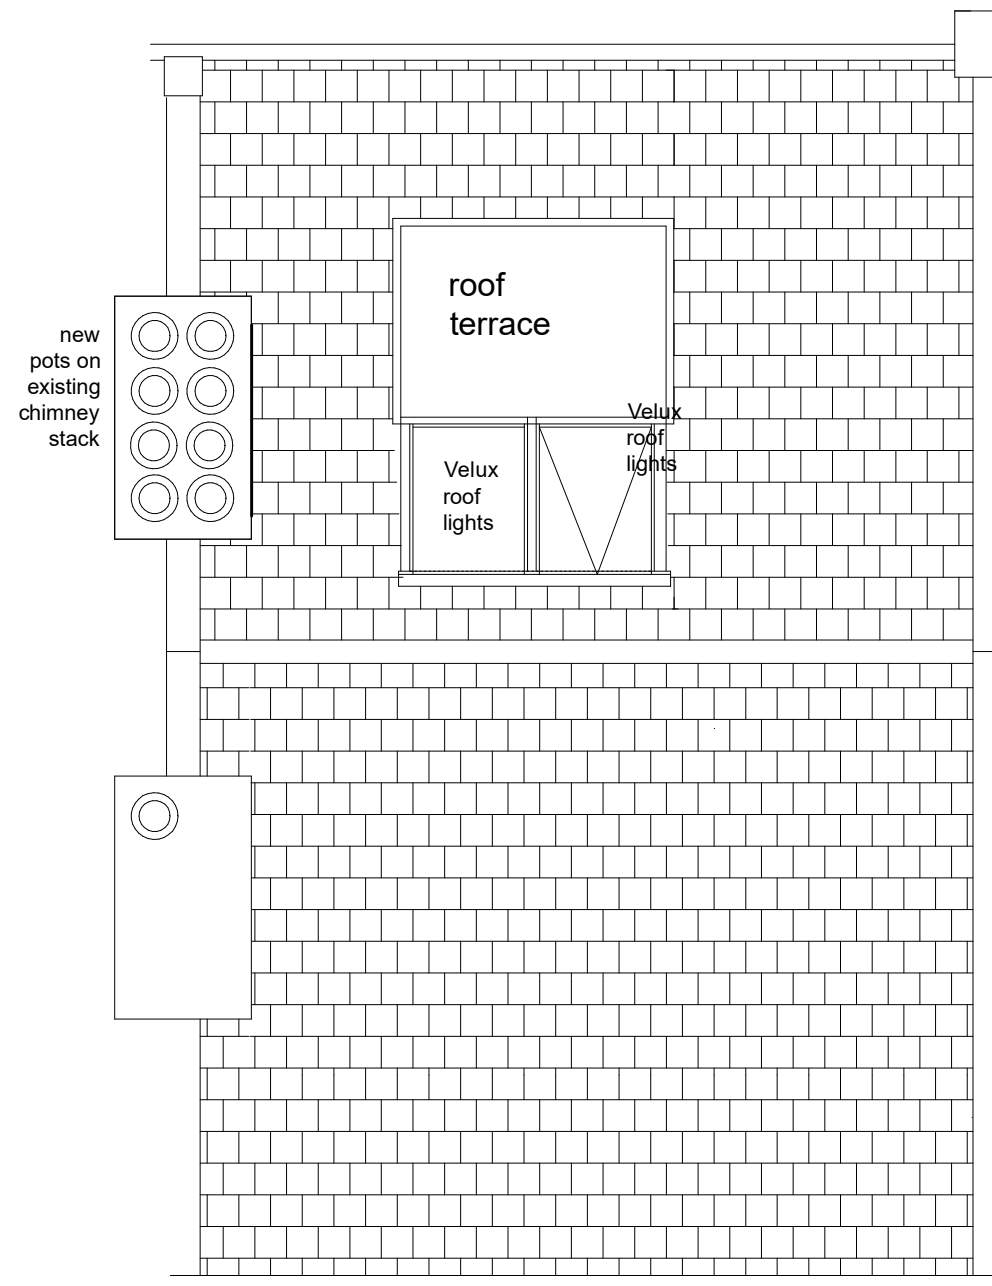 roof
terrace
new
pots on
existing
chimney
stack
Velux
roof
lights
Velux
roof
lights